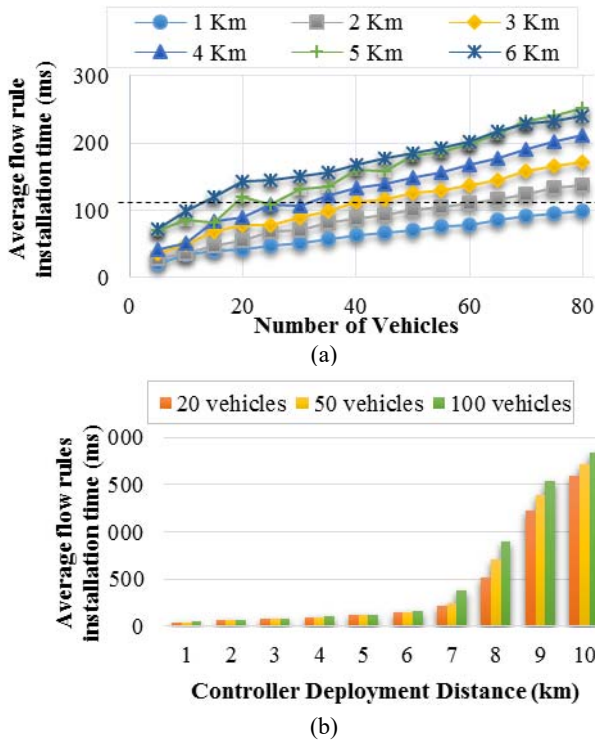 1 Km 2 Km 3 Km
4 Km 5 Km 6 Km
Average flow rule
installation time (ms)
300
200
100
0
0 20 40 60 80
Number of Vehicles
(a)
20 vehicles 50 vehicles 100 vehicles
Average flow rules
installation time (ms)
000
500
000
500
0
1 2 3 4 5 6 7 8 9 10
Controller Deployment Distance (km)
(b)